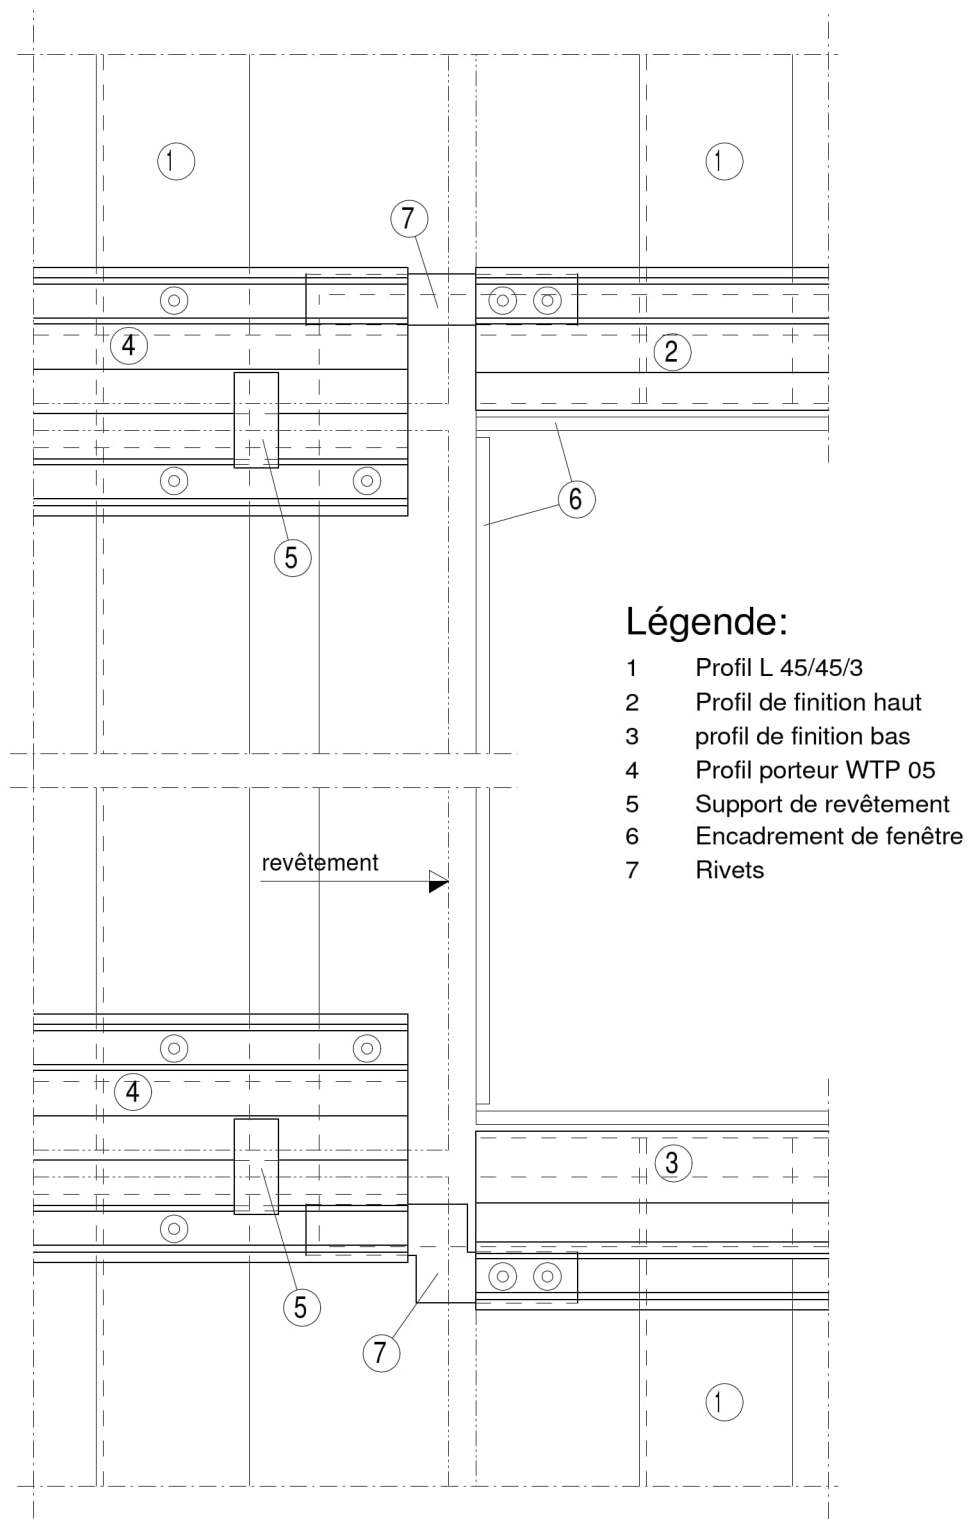 1
1
7
4
2
6
5
Légende:
1 Profil L 45/45/3
2 Profil de finition haut
3 profil de finition bas
4 Profil porteur WTP 05
5 Support de revêtement
6 Encadrement de fenêtre
7 Rivets
revêtement
4
3
5
7
1